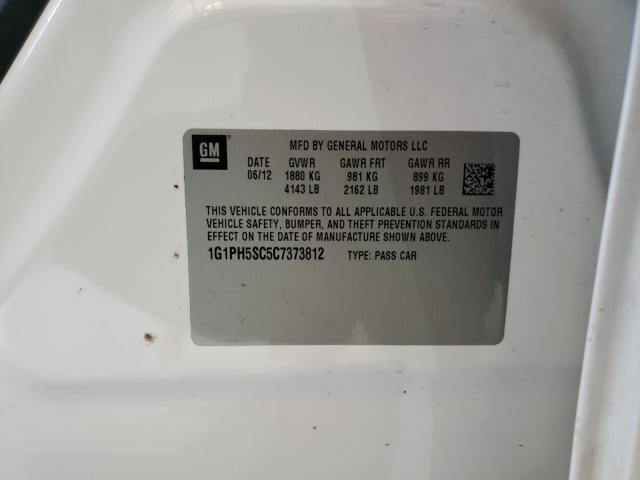 GM MFD BY GENERAL MOTORS LLC
DATE GVWR GAWR FRT GAWR RR
06/12 1880 KG 981 KG 899 KG
4143 LB 2162 LB 1981 LB
THIS VEHICLE CONFORMS TO ALL APPLICABLE U.S. FEDERAL MOTOR
VEHICLE SAFETY, BUMPER, AND THEFT PREVENTION STANDARDS IN
EFFECT ON THE DATE OF MANUFACTURE SHOWN ABOVE.
1G1PH5SC5C7373812 TYPE: PASS CAR